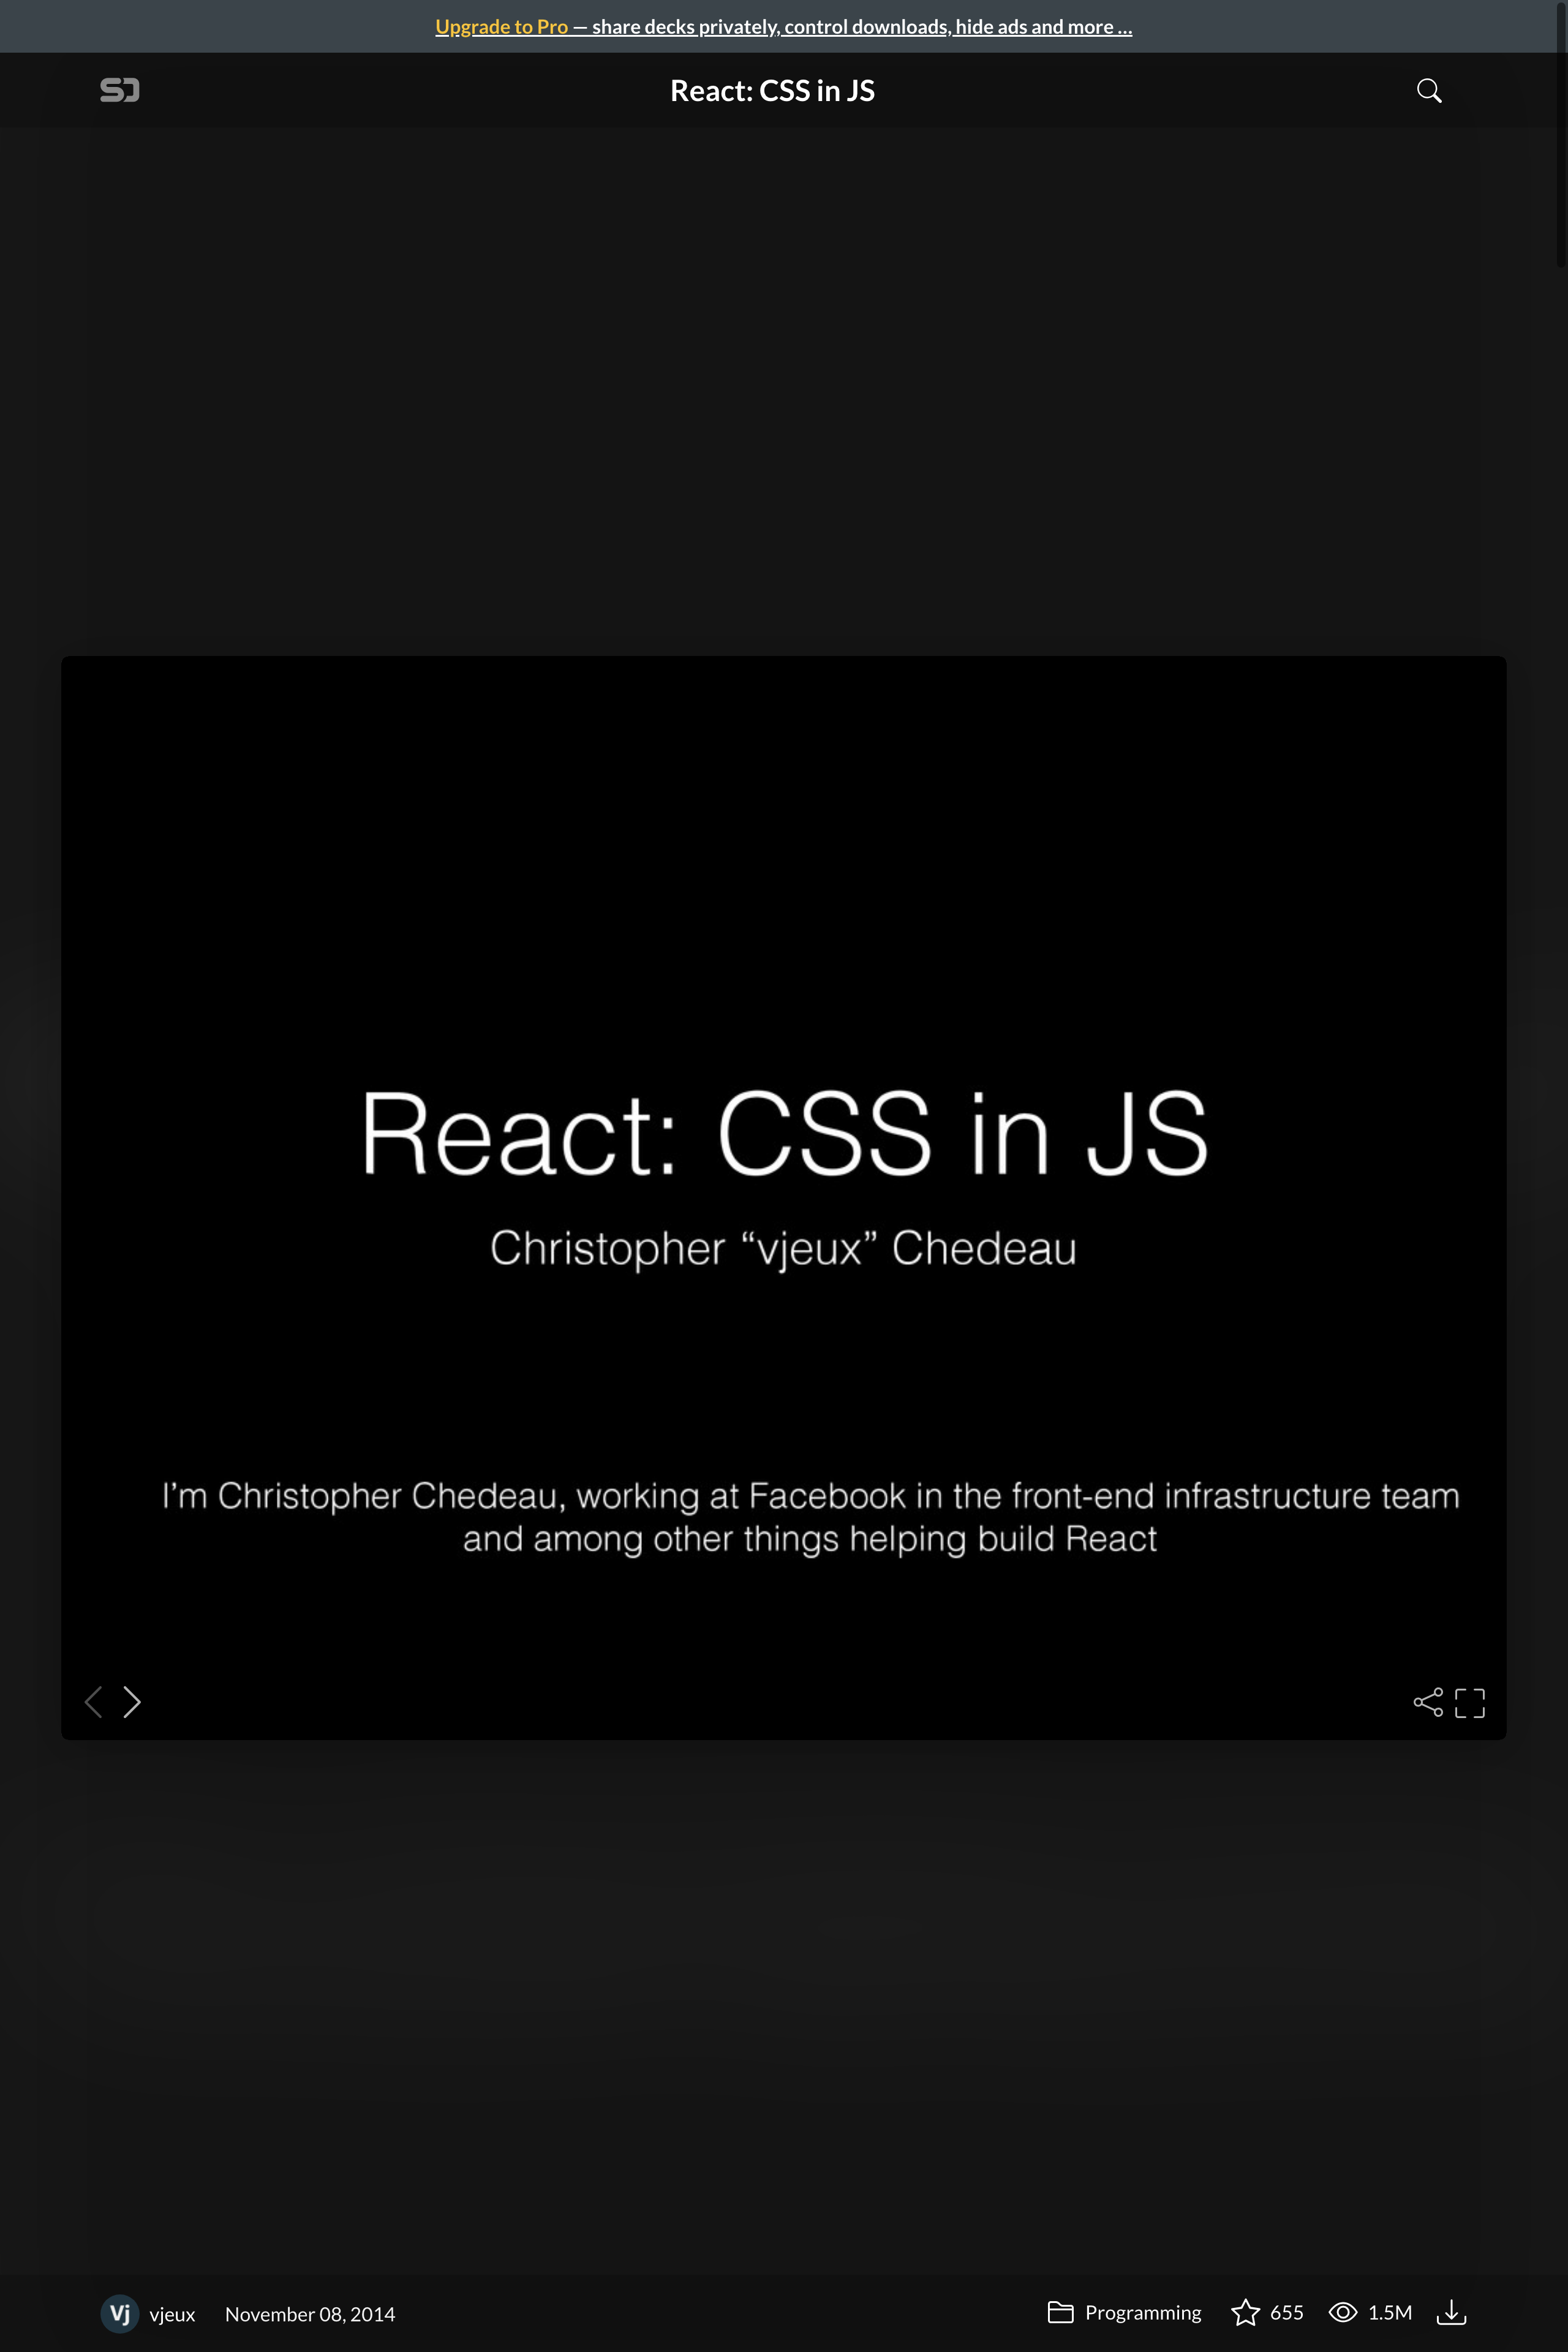 Upgrade to Pro — share decks privately, control downloads, hide ads and more …
SD
React: CSS in JS
React: CSS in JS
Christopher “vjeux” Chedeau
I’m Christopher Chedeau, working at Facebook in the front-end infrastructure team
and among other things helping build React
Vj vjeux November 08, 2014 Programming 655 1.5M